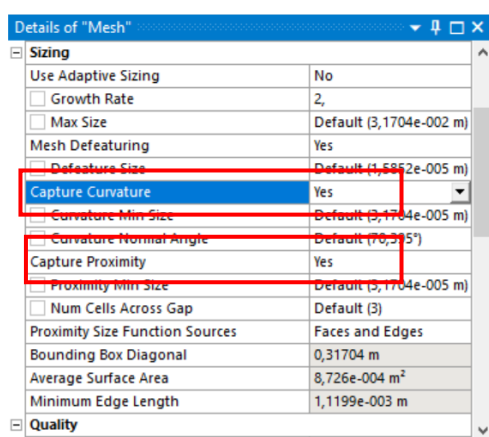 Details of "Mesh"
Sizing
Use Adaptive Sizing No
Growth Rate 2,
Max Size Default (3,1704e-002 m)
Mesh Defeaturing Yes
Defeature Size Default (1,5852e-005 m)
Capture Curvature Yes
Curvature Min Size Default (3,1704e-005 m)
Curvature Normal Angle Default (70,395°)
Capture Proximity Yes
Proximity Min Size Default (3,1704e-005 m)
Num Cells Across Gap Default (3)
Proximity Size Function Sources Faces and Edges
Bounding Box Diagonal 0,31704 m
Average Surface Area 8,726e-004 m²
Minimum Edge Length 1,1199e-003 m
Quality